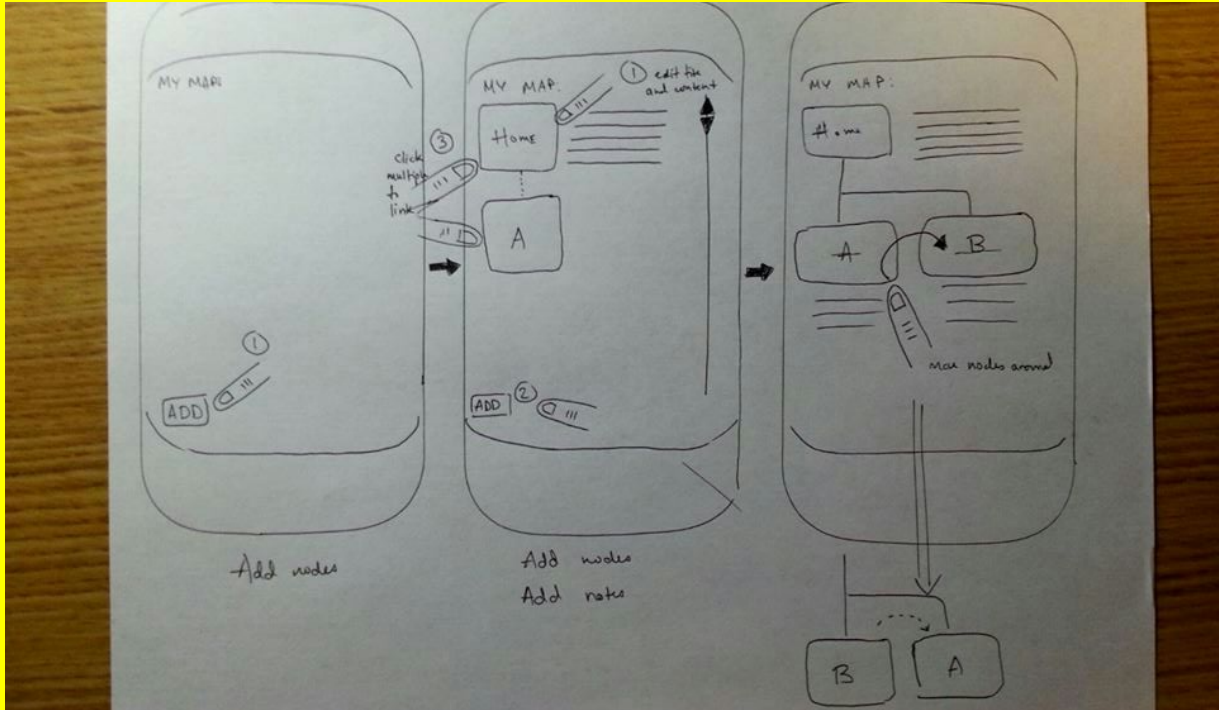 MY MAP:
1
ADD
Add nodes
MY MAP:
1 edit title
and content
HOME
3
Click
multiple
to
link
A
ADD
2
Add nodes
Add notes
MY MAP:
Home
A
B
Move nodes around
B
A